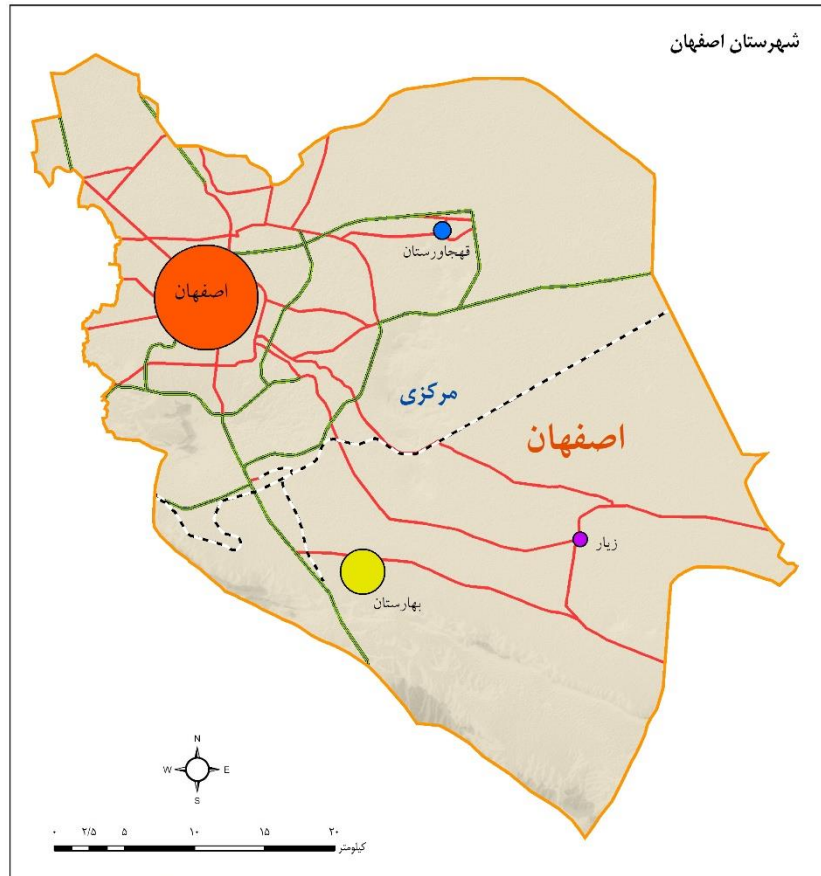 شهرستان اصفهان
قهجاورستان
اصفهان
مرکزی
اصفهان
زیار
بهارستان
N
W E
S
۰ ۲/۵ ۵ ۱۰ ۱۵ ۲۰
کیلومتر